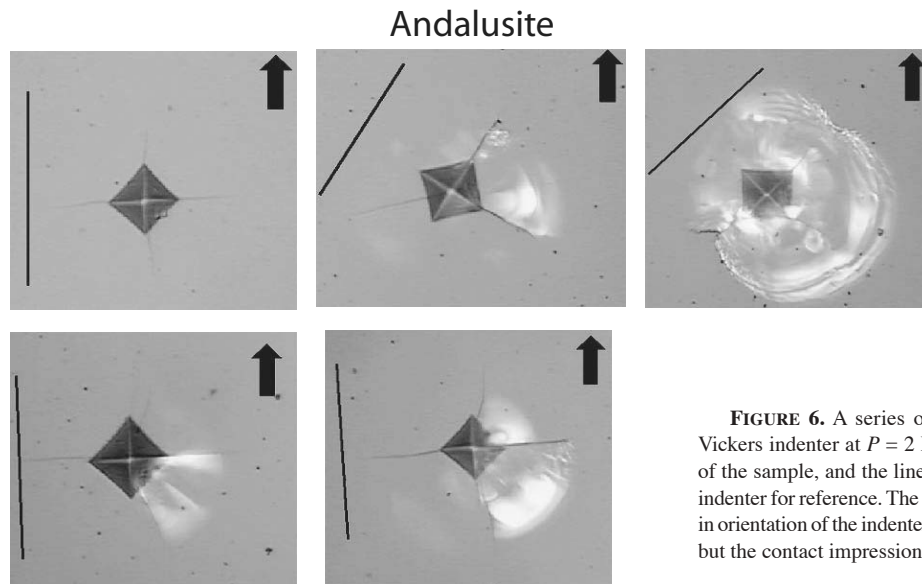 Andalusite
FIGURE 6. A series o
Vickers indenter at P = 2
of the sample, and the line
indenter for reference. The
in orientation of the indente
but the contact impression